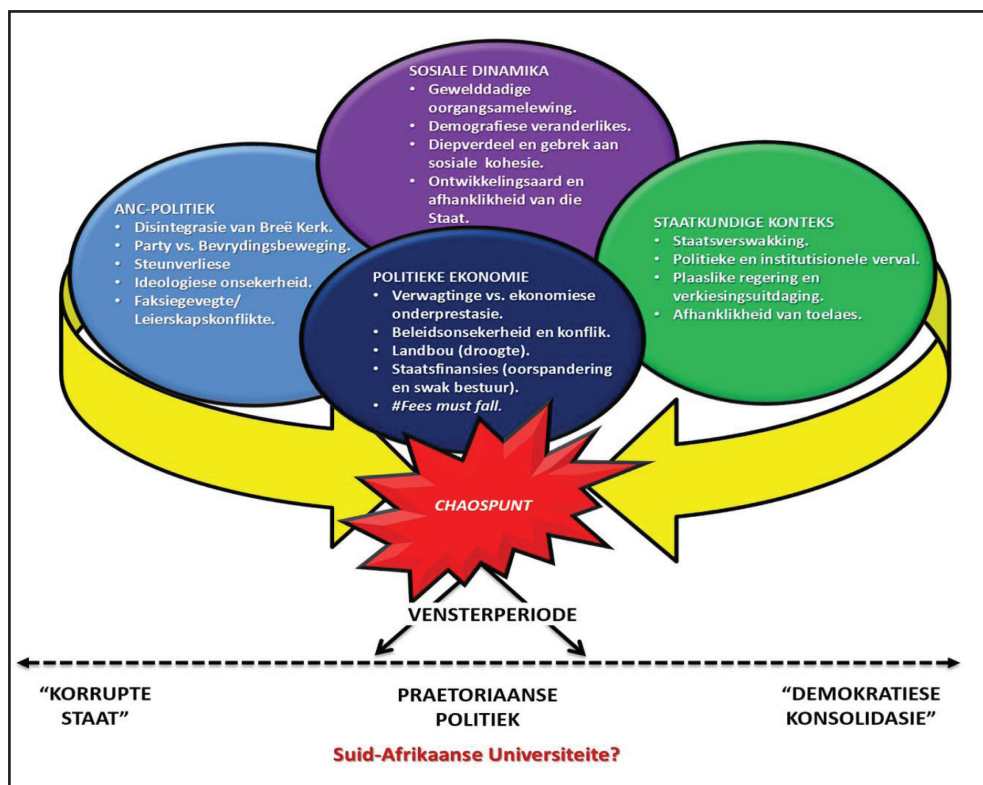 SOSIALE DINAMIKA
• Gewelddadige
oorgangsamelewing.
• Demografiese veranderlikes.
• Diepverdeel en gebrek aan
sosiale kohesie.
• Ontwikkelingsaard en
afhanklikheid van die
Staat.
ANC-POLITIEK
• Disintegrasie van Breë Kerk.
• Party vs. Bevrydingsbeweging.
• Steunverliese
• Ideologiese onsekerheid.
• Faksiegevegte/
Leierskapskonflikte.
STAATKUNDIGE KONTEKS
• Staatsverswakking.
• Politieke en institutisionele verval.
• Plaaslike regering en
verkiesingsuitdaging.
• Afhanklikheid van toelaes.
POLITIEKE EKONOMIE
• Verwagtinge vs. ekonomiese
onderprestasie.
• Beleidsonsekerheid en konflik.
• Landbou (droogte).
• Staatsfinansies (oorspandering
en swak bestuur).
• #Fees must fall.
CHAOSPUNT
VENSTERPERIODE
“KORRUPTE
STAAT”
PRAETORIAANSE
POLITIEK
“DEMOKRATIESE
KONSOLIDASIE”
Suid-Afrikaanse Universiteite?